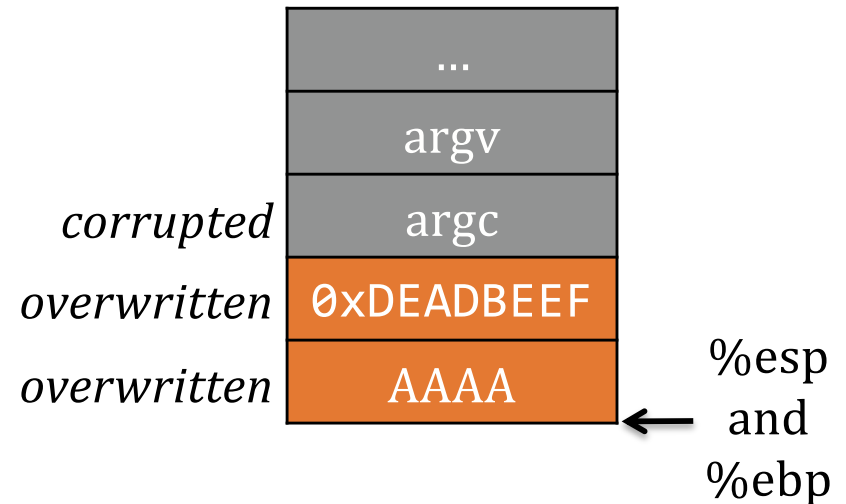 ...
argv
corrupted argc
overwritten 0xDEADBEEF
overwritten AAAA
%esp
and
%ebp